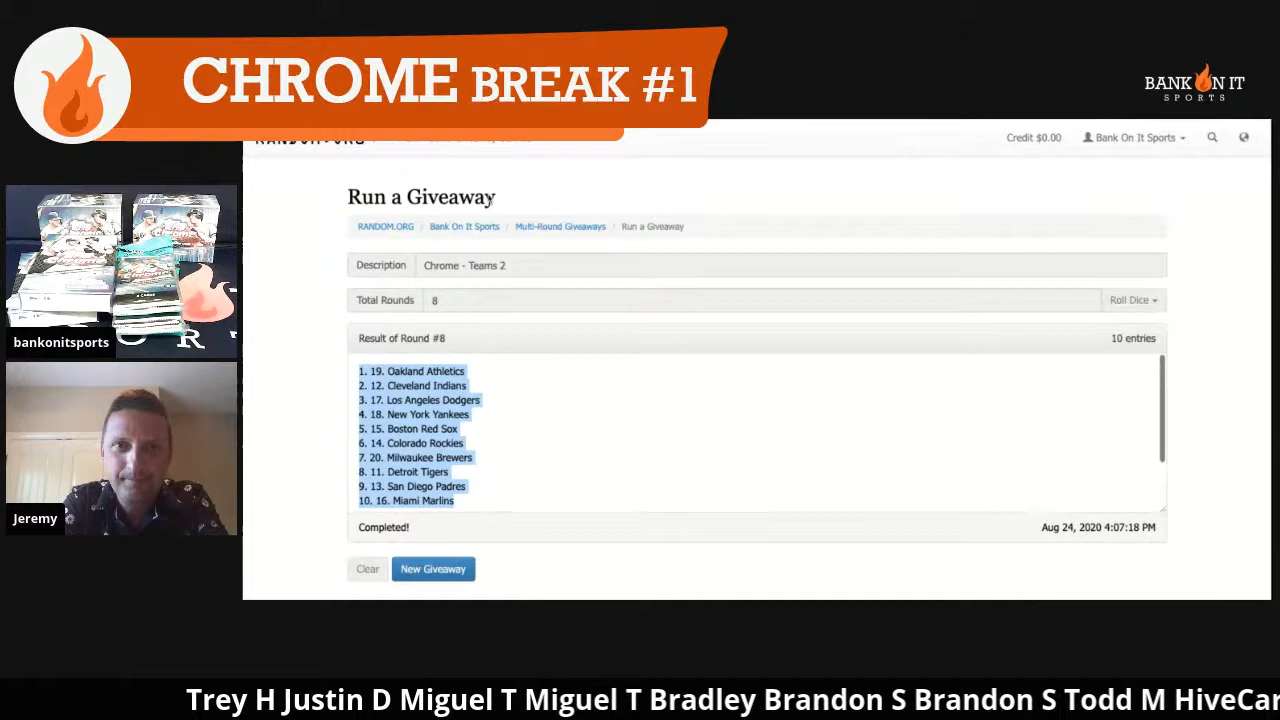 CHROME BREAK #1
BANK ON IT
SPORTS
Credit $0.00
Bank On It Sports
Run a Giveaway
RANDOM.ORG / Bank On It Sports / Multi-Round Giveaways / Run a Giveaway
Description Chrome - Teams 2
Total Rounds 8 Roll Dice
Result of Round #8 10 entries
1. 19. Oakland Athletics
2. 12. Cleveland Indians
3. 17. Los Angeles Dodgers
4. 18. New York Yankees
5. 15. Boston Red Sox
6. 14. Colorado Rockies
7. 20. Milwaukee Brewers
8. 11. Detroit Tigers
9. 13. San Diego Padres
10. 16. Miami Marlins
Completed! Aug 24, 2020 4:07:18 PM
Clear New Giveaway
bankonitsports
Jeremy
Trey H Justin D Miguel T Miguel T Bradley Brandon S Brandon S Todd M HiveCar